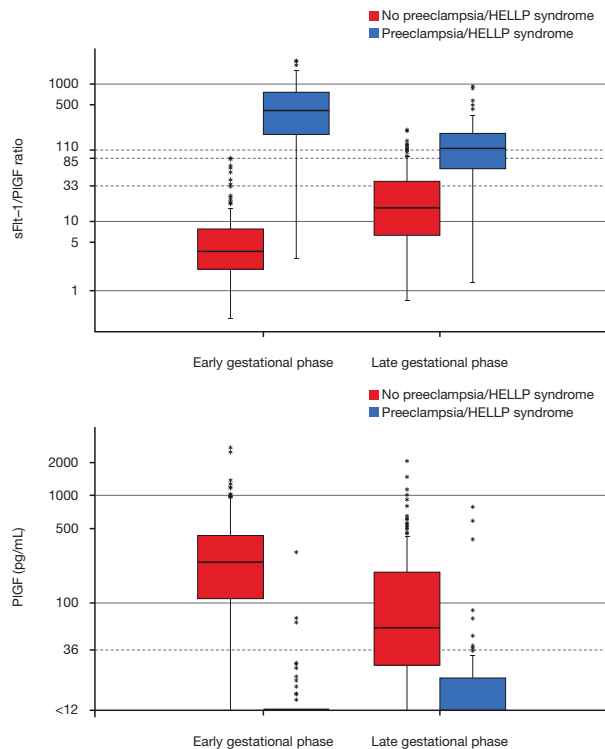 No preeclampsia/HELLP syndrome
Preeclampsia/HELLP syndrome
sFlt–1/PlGF ratio
1000
500
110
85
33
10
5
1
Early gestational phase
Late gestational phase
No preeclampsia/HELLP syndrome
Preeclampsia/HELLP syndrome
PlGF (pg/mL)
2000
1000
500
100
36
<12
Early gestational phase
Late gestational phase